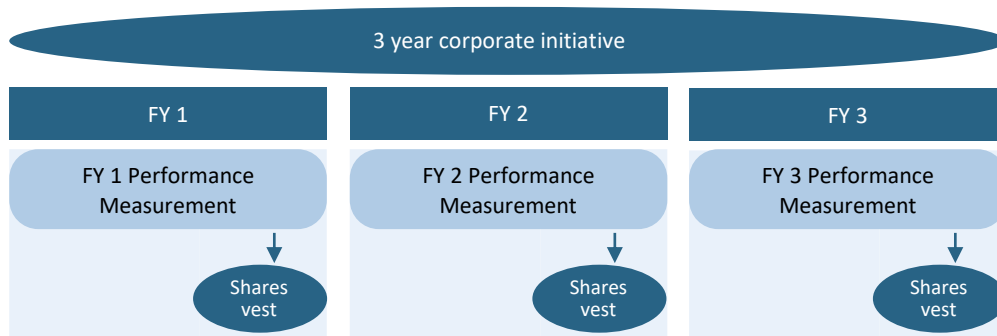 3 year corporate initiative
FY 1
FY 2
FY 3
FY 1 Performance
Measurement
FY 2 Performance
Measurement
FY 3 Performance
Measurement
Shares
vest
Shares
vest
Shares
vest